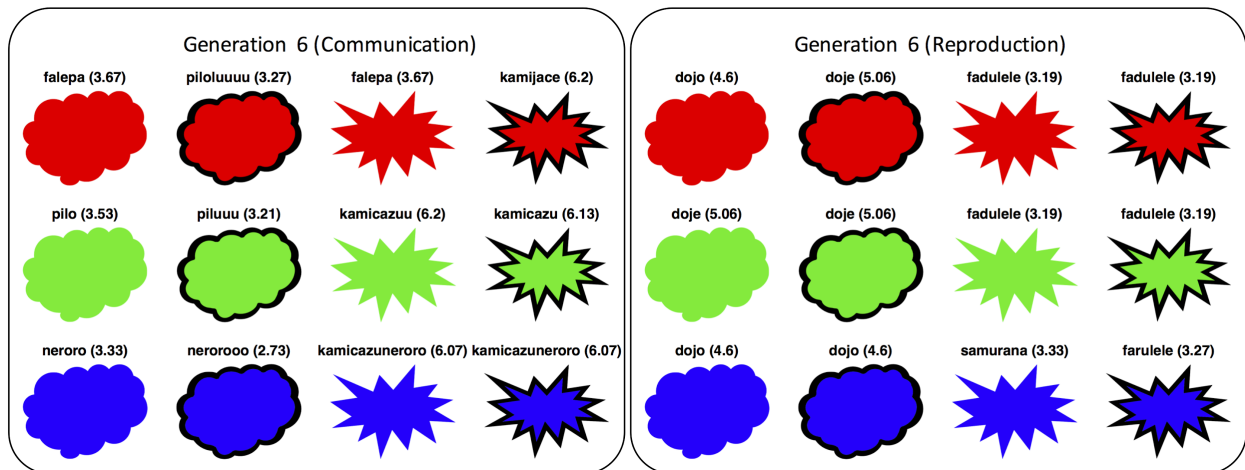 Generation 6 (Communication)
falepa (3.67) piloluuuu (3.27) falepa (3.67) kamijace (6.2)
pilo (3.53) piluuu (3.21) kamicazuu (6.2) kamicazu (6.13)
neroro (3.33) nerorooo (2.73) kamicazuneroro (6.07) kamicazuneroro (6.07)
Generation 6 (Reproduction)
dojo (4.6) doje (5.06) fadulele (3.19) fadulele (3.19)
doje (5.06) doje (5.06) fadulele (3.19) fadulele (3.19)
dojo (4.6) dojo (4.6) samurana (3.33) farulele (3.27)